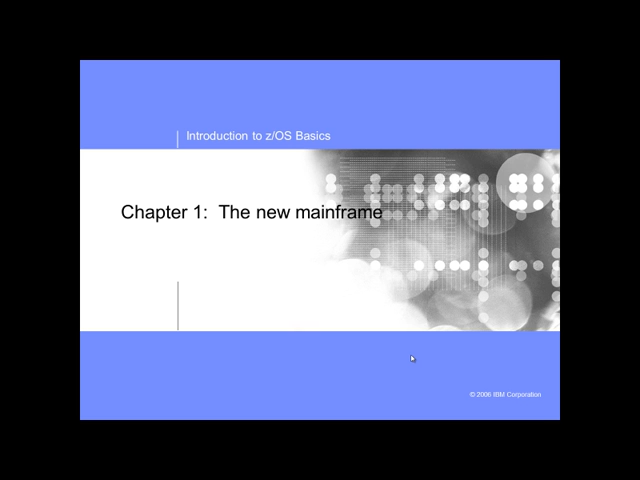 Introduction to z/OS Basics
Chapter 1:  The new mainframe
© 2006 IBM Corporation